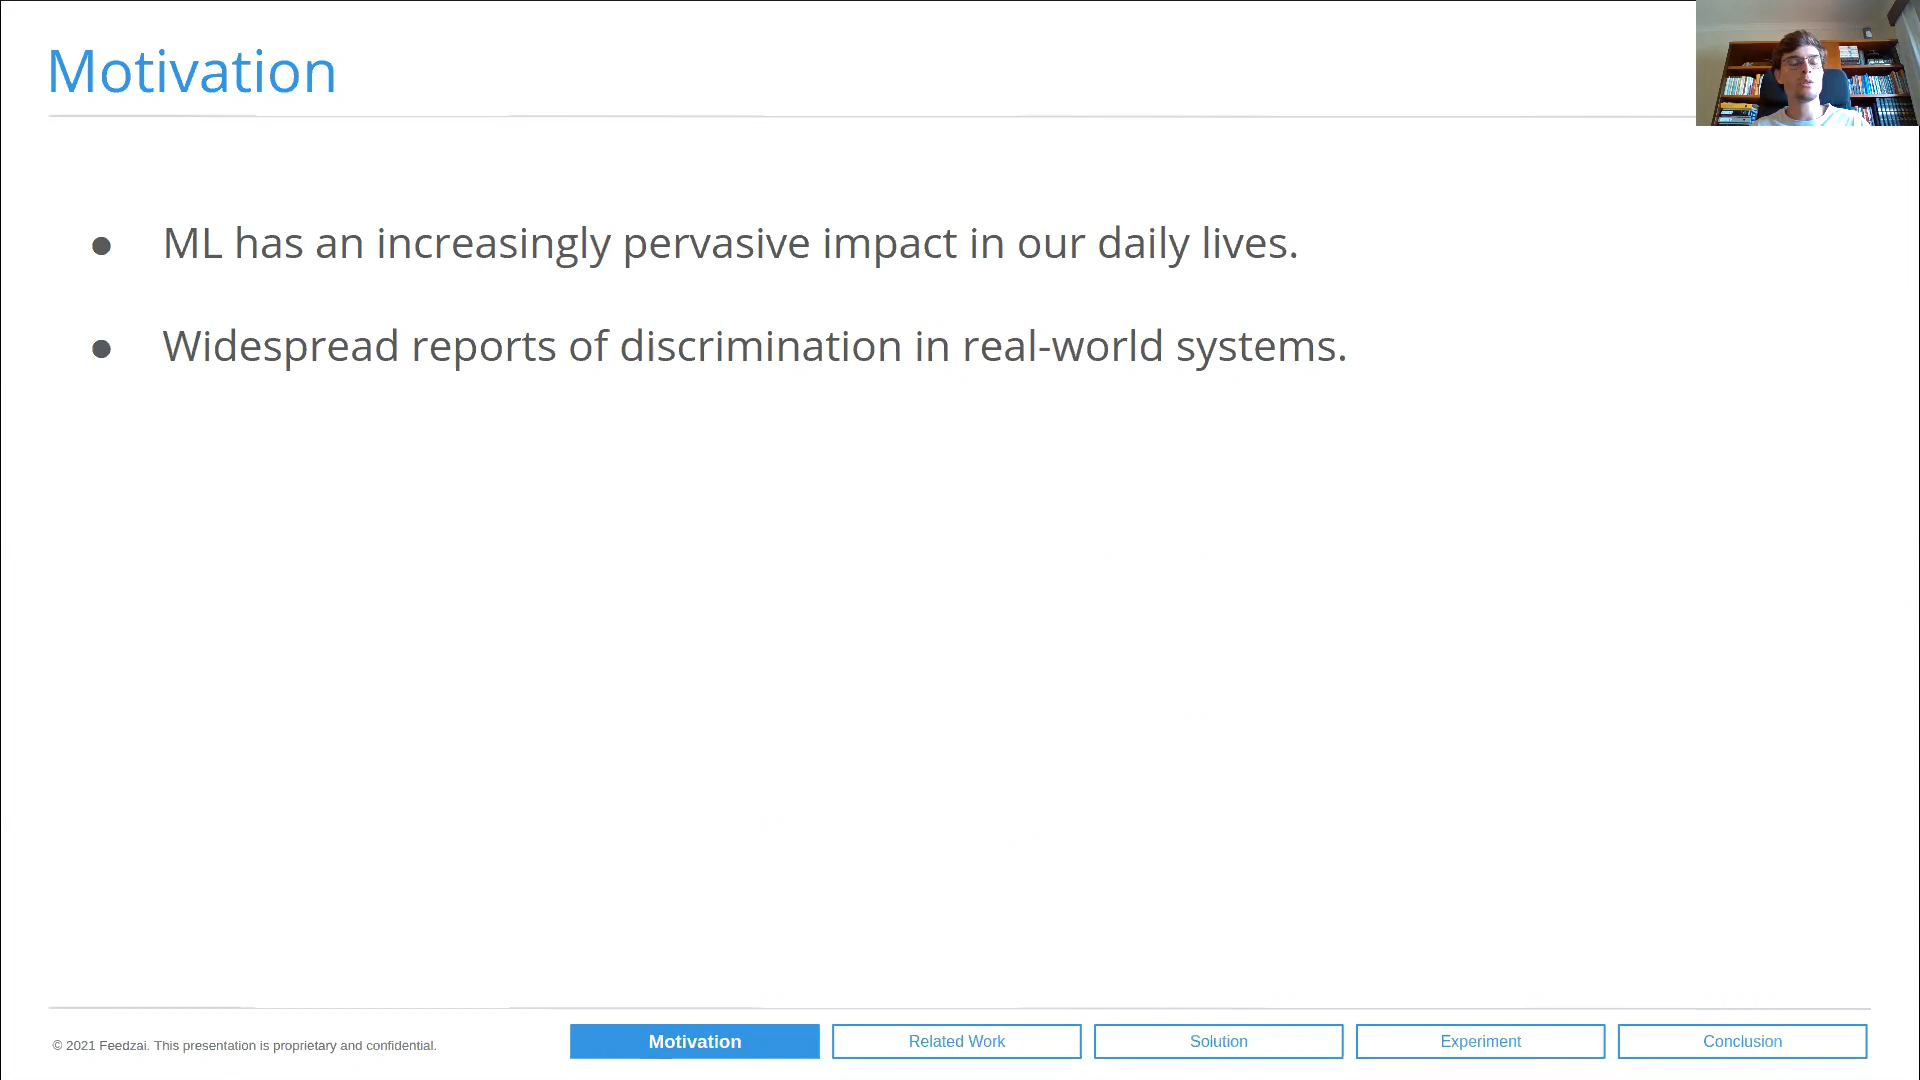 Motivation
● ML has an increasingly pervasive impact in our daily lives.
● Widespread reports of discrimination in real-world systems.
© 2021 Feedzai. This presentation is proprietary and confidential.
Motivation
Related Work
Solution
Experiment
Conclusion